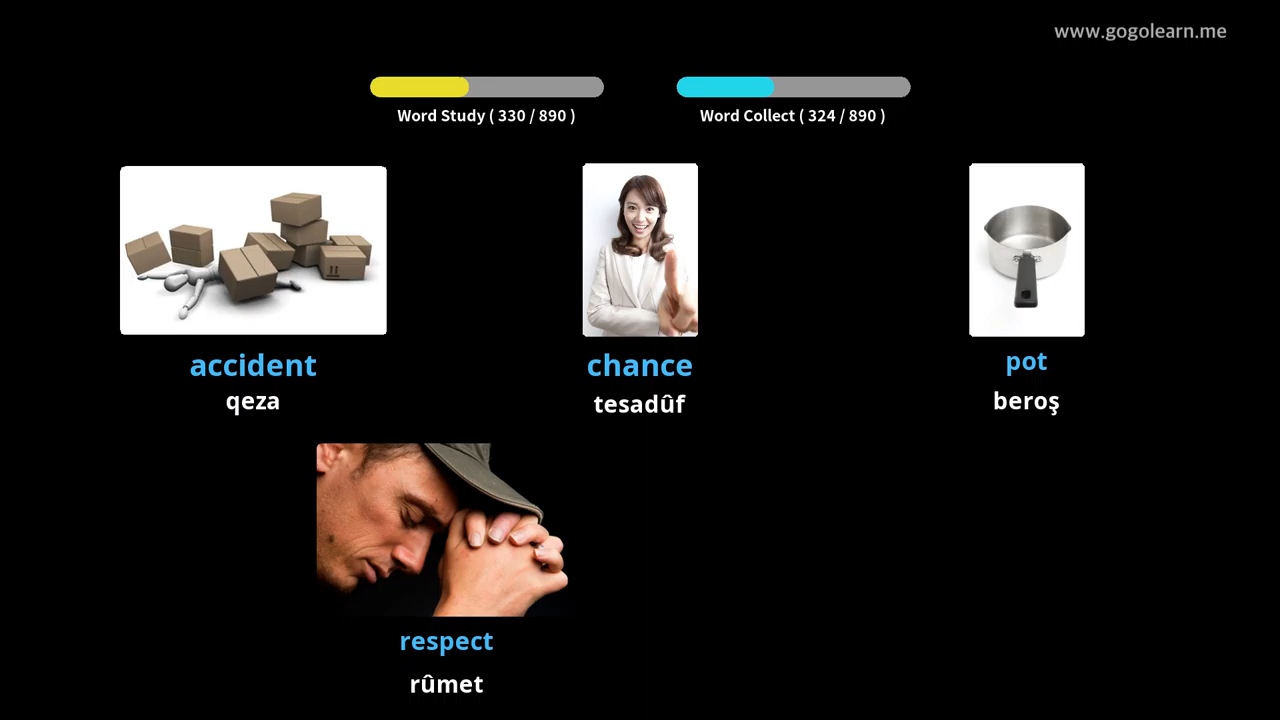 www.gogolearn.me
Word Study ( 330 / 890 )
Word Collect ( 324 / 890 )
accident
qeza
chance
tesadûf
pot
beroş
respect
rûmet